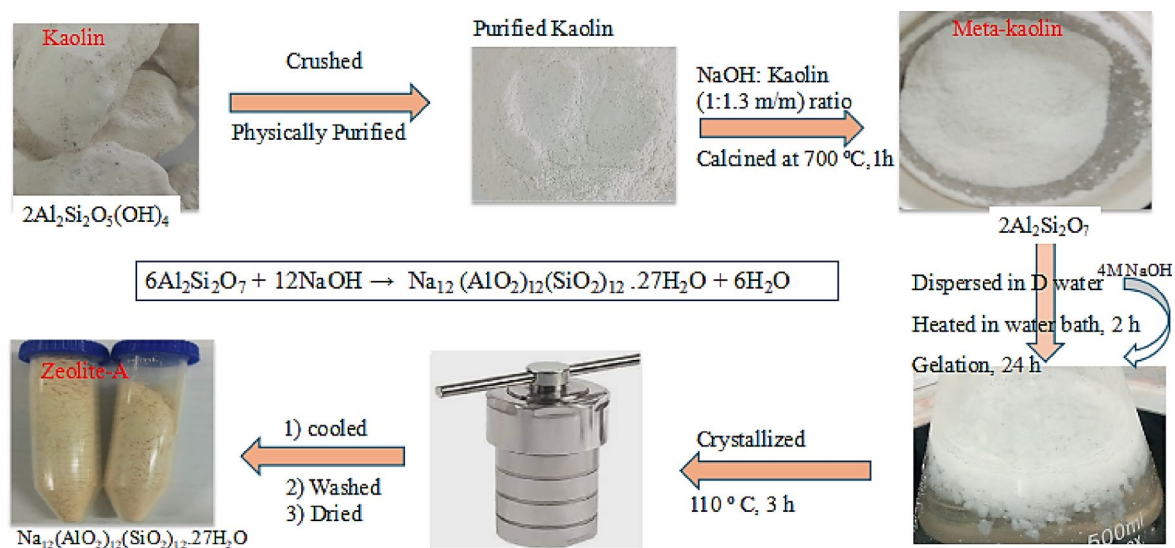 Kaolin
Crushed
Physically Purified
Purified Kaolin
NaOH: Kaolin
(1:1.3 m/m) ratio
Calcined at 700 ⁰C, 1h
Meta-kaolin
2Al₂Si₂O₅(OH)₄
2Al₂Si₂O₇
6Al₂Si₂O₇ + 12NaOH → Na₁₂ (AlO₂)₁₂(SiO₂)₁₂ .27H₂O + 6H₂O
Dispersed in D water
4M NaOH
Heated in water bath, 2 h
Gelation, 24 h
Zeolite-A
1) cooled
2) Washed
3) Dried
Crystallized
110 ⁰ C, 3 h
500ml
Na₁₂(AlO₂)₁₂(SiO₂)₁₂.27H₂O